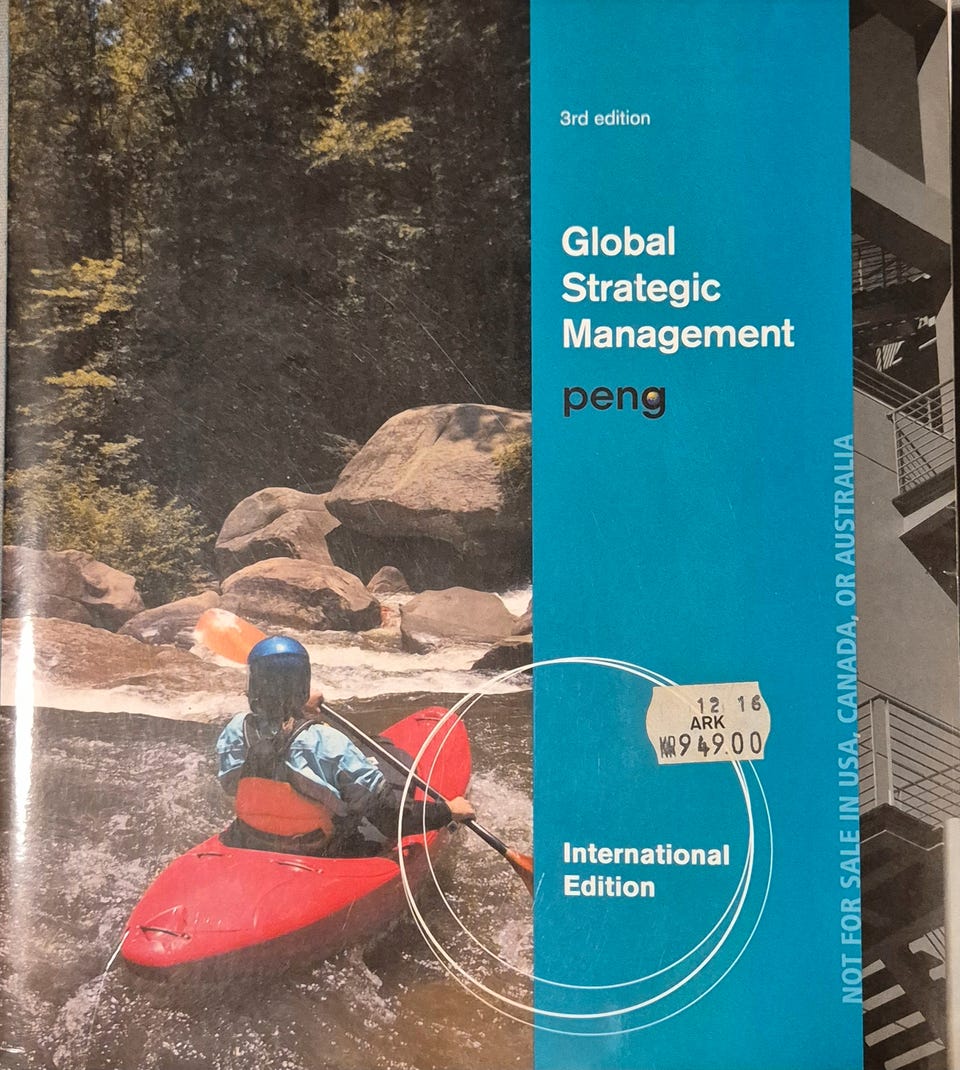 3rd edition
Global
Strategic
Management
peng
12 16
ARK
KR949.00
International
Edition
NOT FOR SALE IN USA, CANADA, OR AUSTRALIA